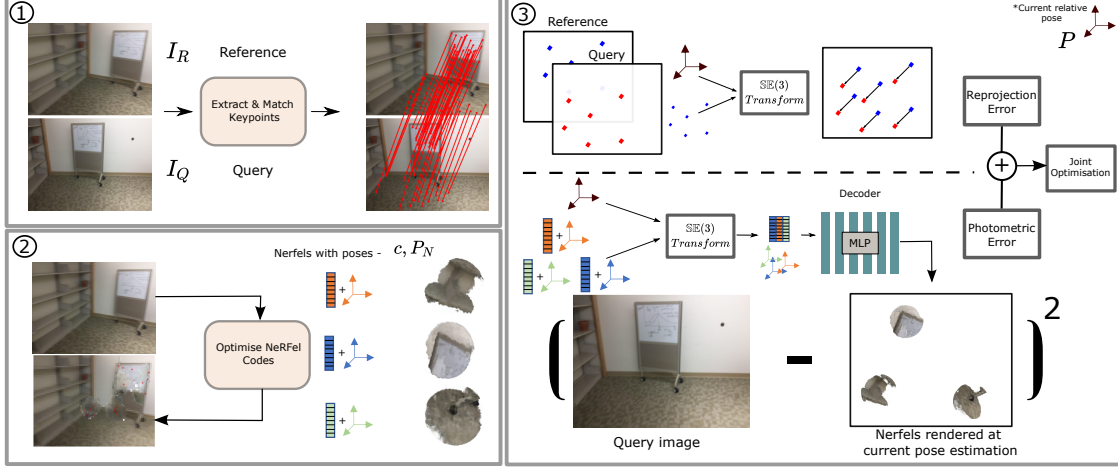 1
I_R
Reference
Extract & Match
Keypoints
I_Q
Query
2
Nerfels with poses - c, P_N
+
Optimise NeRFel
Codes
+
+
3
*Current relative
pose
P
Reference
Query
SE(3)
Transform
Reprojection
Error
+
Joint
Optimisation
Photometric
Error
Decoder
+
SE(3)
Transform
MLP
+
+
(
-
)
2
Query image
Nerfels rendered at
current pose estimation